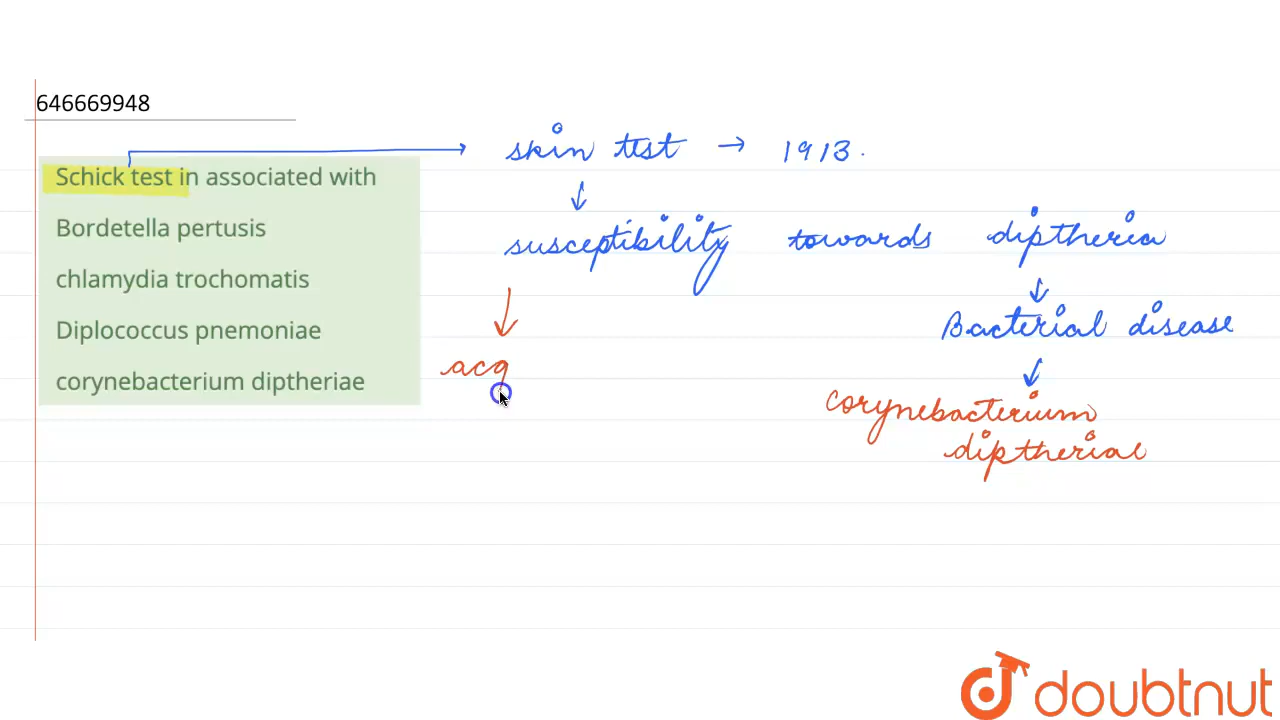 646669948
skin test → 1913.
Schick test in associated with
Bordetella pertusis
susceptibility towards diptheria
chlamydia trochomatis
Diplococcus pnemoniae
Bacterial disease
acq
corynebacterium diptheriae
corynebacterium
diptherial
doubtnut